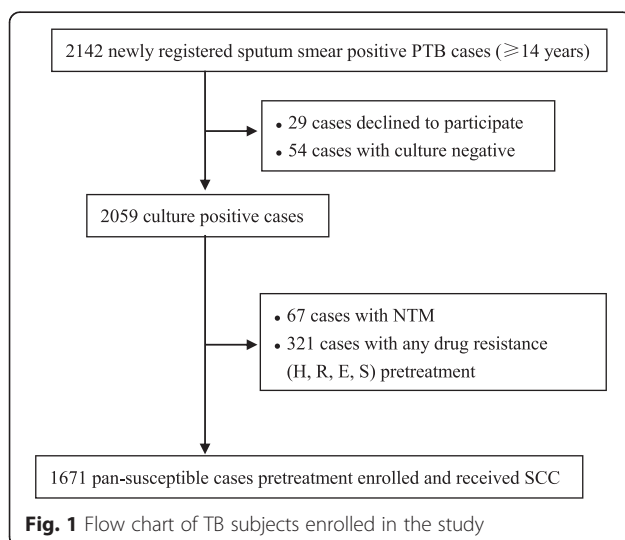 2142 newly registered sputum smear positive PTB cases (≥14 years)
• 29 cases declined to participate
• 54 cases with culture negative
2059 culture positive cases
• 67 cases with NTM
• 321 cases with any drug resistance
(H, R, E, S) pretreatment
1671 pan-susceptible cases pretreatment enrolled and received SCC
Fig. 1 Flow chart of TB subjects enrolled in the study